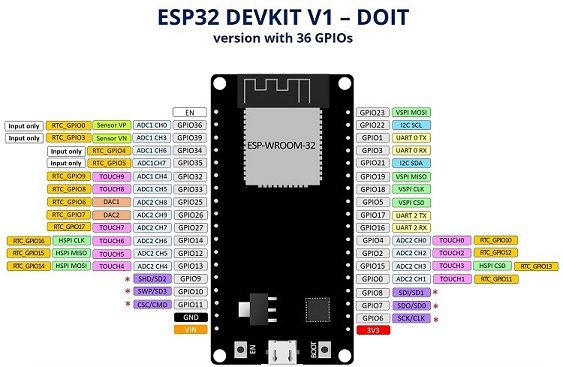 ESP32 DEVKIT V1 – DOIT
version with 36 GPIOs
EN
Input only RTC_GPIO0 Sensor VP ADC1 CH0 GPIO36
Input only RTC_GPIO3 Sensor VN ADC1 CH3 GPIO39
Input only RTC_GPIO4 ADC1 CH6 GPIO34
Input only RTC_GPIO5 ADC1CH7 GPIO35
RTC_GPIO9 TOUCH9 ADC1 CH4 GPIO32
RTC_GPIO8 TOUCH8 ADC1 CH5 GPIO33
RTC_GPIO6 DAC1 ADC2 CH8 GPIO25
RTC_GPIO7 DAC2 ADC2 CH9 GPIO26
RTC_GPIO17 TOUCH7 ADC2 CH7 GPIO27
RTC_GPIO16 HSPI CLK TOUCH6 ADC2 CH6 GPIO14
RTC_GPIO15 HSPI MISO TOUCH5 ADC2 CH5 GPIO12
RTC_GPIO14 HSPI MOSI TOUCH4 ADC2 CH4 GPIO13
* SHD/SD2 GPIO9
* SWP/SD3 GPIO10
* CSC/CMD GPIO11
GND
VIN
ESP-WROOM-32
EN
BOOT
GPIO23 VSPI MOSI
GPIO22 I2C SCL
GPIO1 UART 0 TX
GPIO3 UART 0 RX
GPIO21 I2C SDA
GPIO19 VSPI MISO
GPIO18 VSPI CLK
GPIO5 VSPI CS0
GPIO17 UART 2 TX
GPIO16 UART 2 RX
GPIO4 ADC2 CH0 TOUCH0 RTC_GPIO10
GPIO2 ADC2 CH2 TOUCH2 RTC_GPIO12
GPIO15 ADC2 CH3 TOUCH3 HSPI CS0 RTC_GPIO13
GPIO0 ADC2 CH1 TOUCH1 RTC_GPIO11
GPIO8 SDI/SD1 *
GPIO7 SDO/SD0 *
GPIO6 SCK/CLK *
3V3